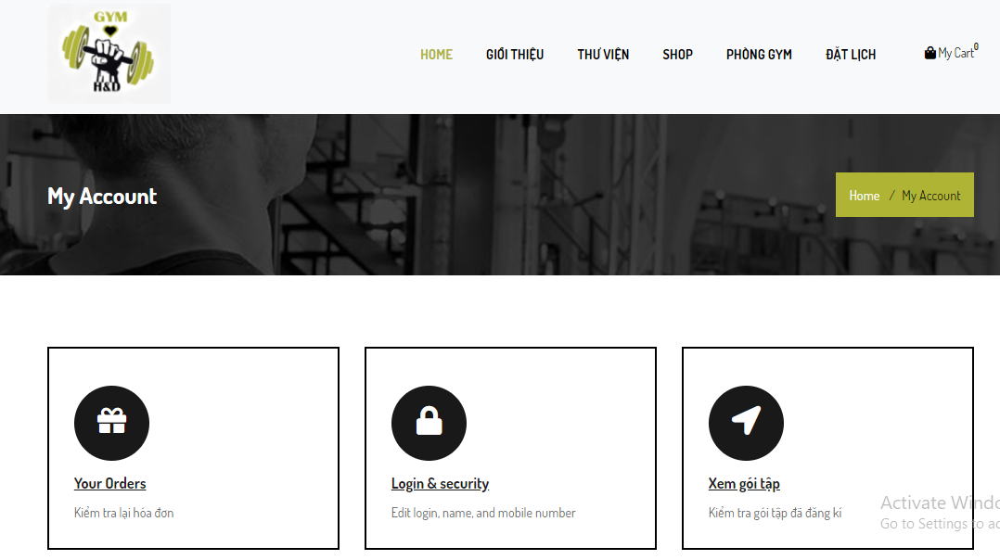 GYM
H&D
HOME GIỚI THIỆU THƯ VIỆN SHOP PHÒNG GYM ĐẶT LỊCH My Cart 0
My Account
Home / My Account
Your Orders
Kiểm tra lại hóa đơn
Login & security
Edit login, name, and mobile number
Xem gói tập
Kiểm tra gói tập đã đăng kí
Activate Windo
Go to Settings to ac